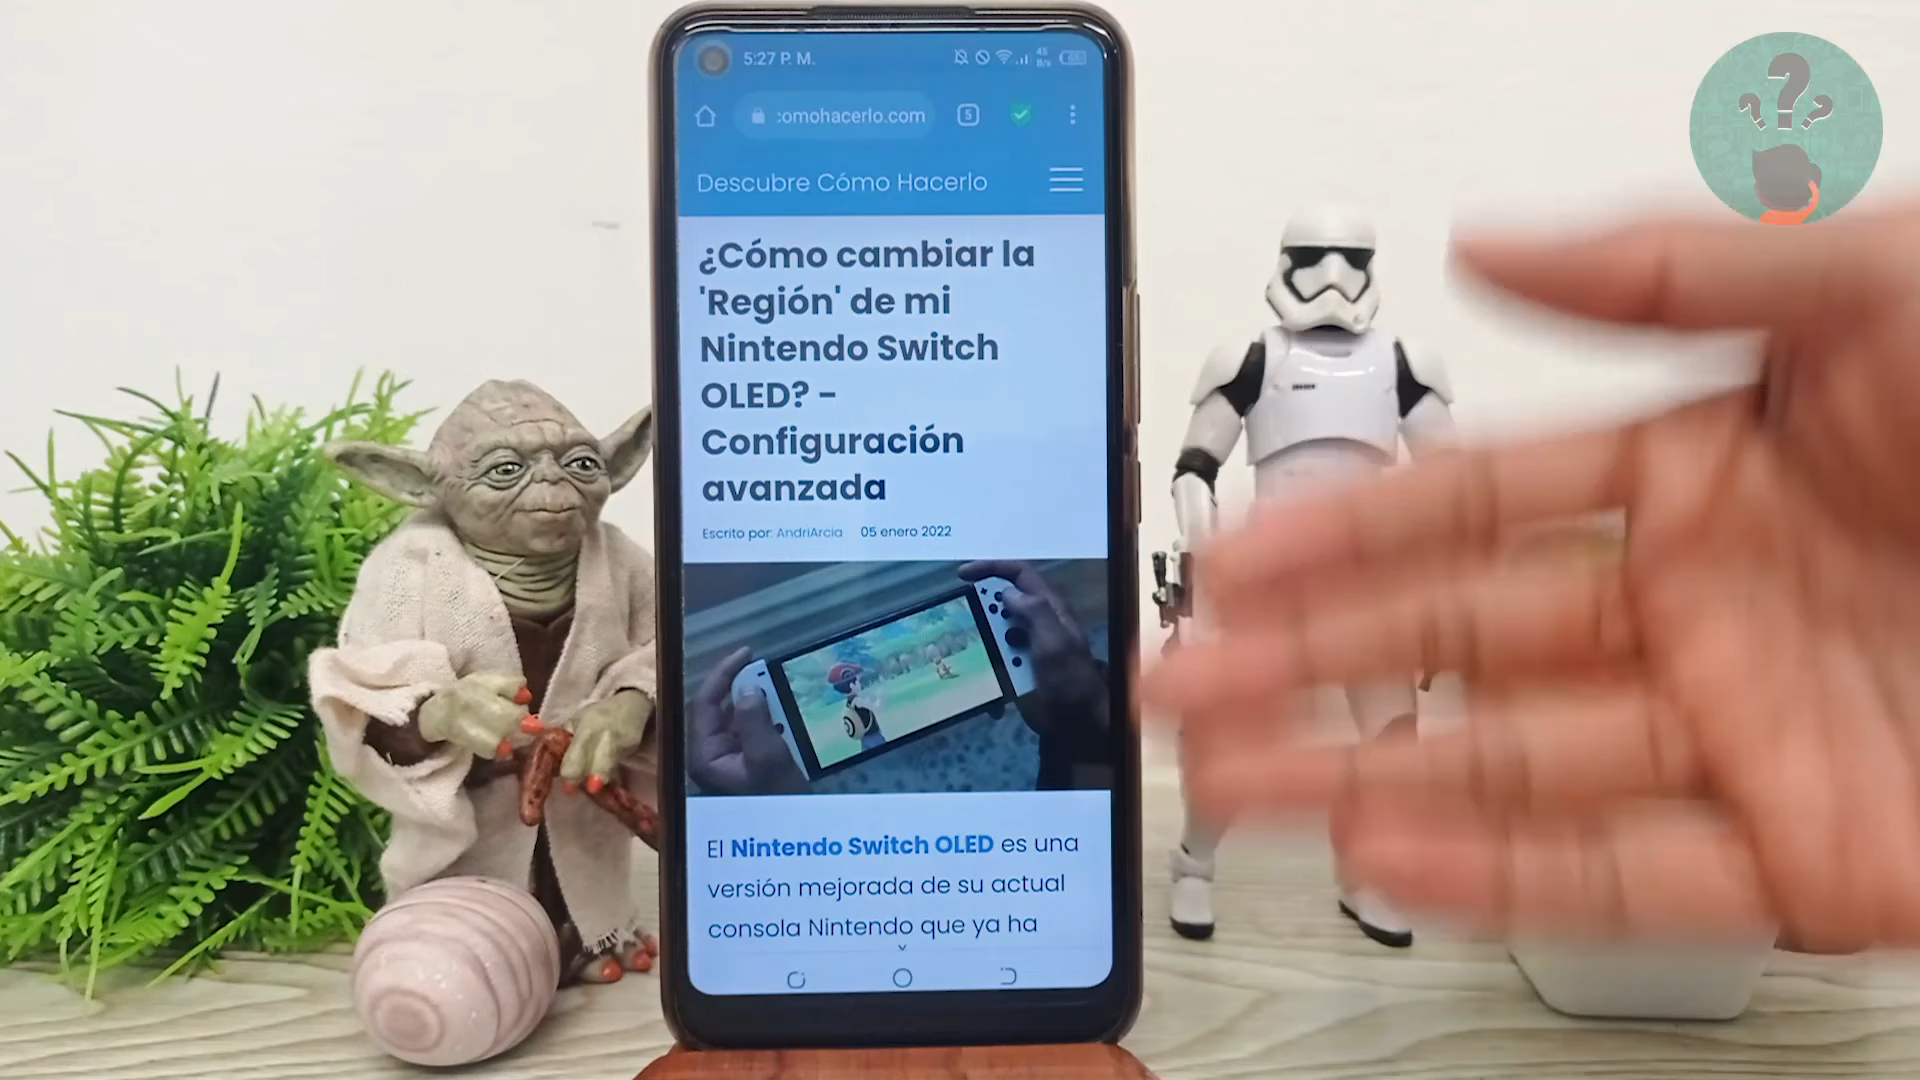 5:27 P. M.
45
B/s
:omohacerlo.com
5
Descubre Cómo Hacerlo
¿Cómo cambiar la
'Región' de mi
Nintendo Switch
OLED? -
Configuración
avanzada
Escrito por: AndriArcia 05 enero 2022
El Nintendo Switch OLED es una
versión mejorada de su actual
consola Nintendo que ya ha
???